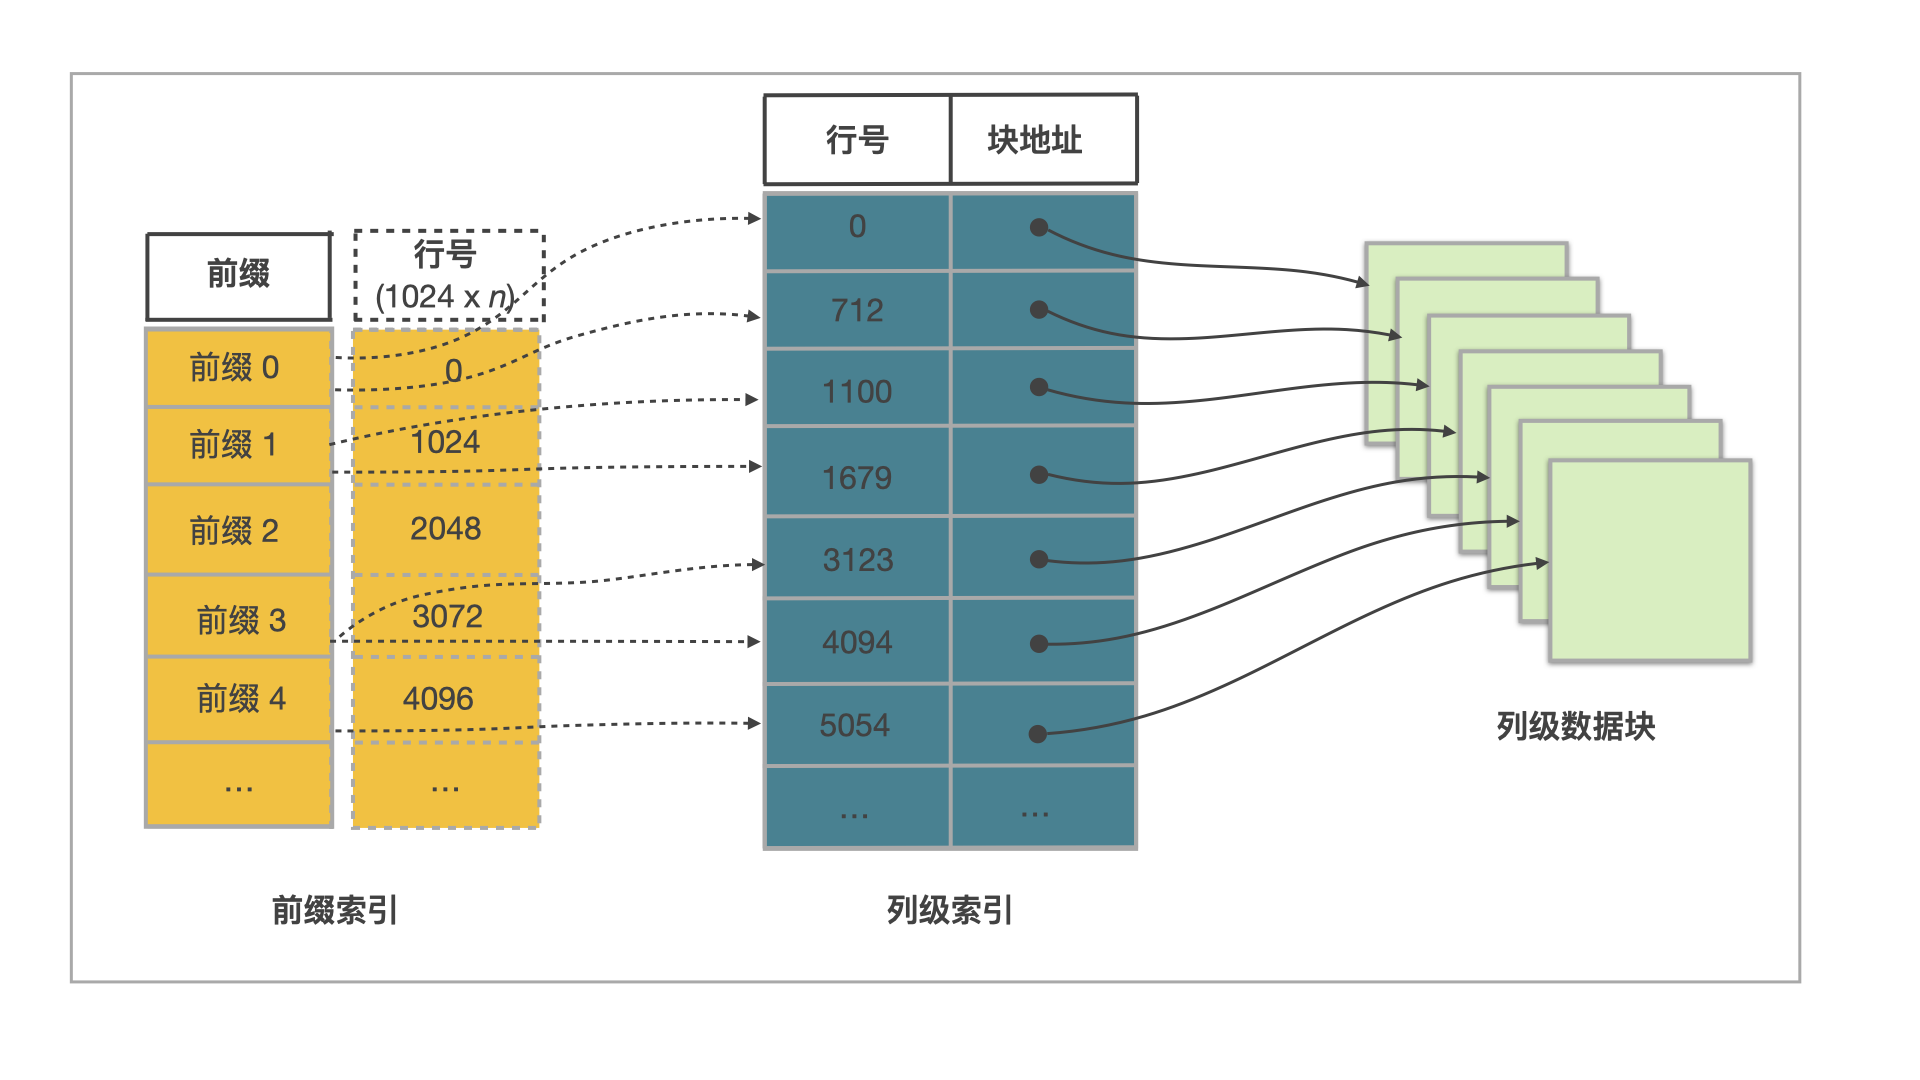 前缀
行号
(1024 x n)
前缀 0
0
前缀 1
1024
前缀 2
2048
前缀 3
3072
前缀 4
4096
...
...
前缀索引
行号
块地址
0
712
1100
1679
3123
4094
5054
...
...
列级索引
列级数据块